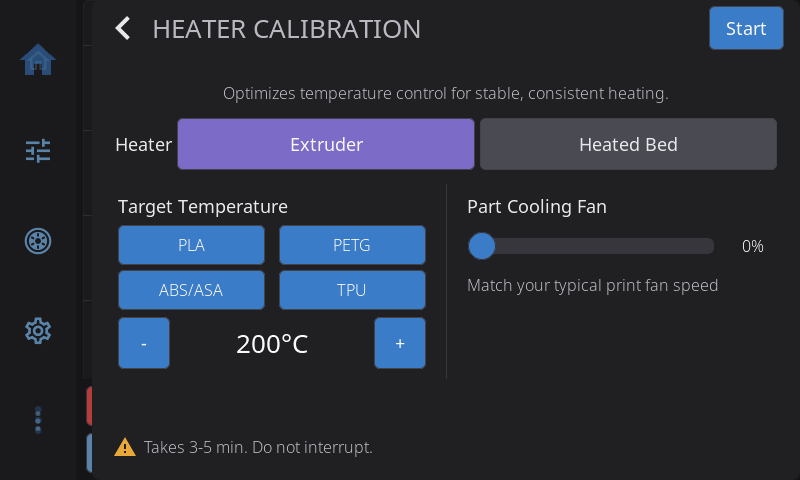 HEATER CALIBRATION
Start
Optimizes temperature control for stable, consistent heating.
Heater
Extruder
Heated Bed
Target Temperature
PLA
PETG
ABS/ASA
TPU
-
200°C
+
Part Cooling Fan
0%
Match your typical print fan speed
Takes 3-5 min. Do not interrupt.